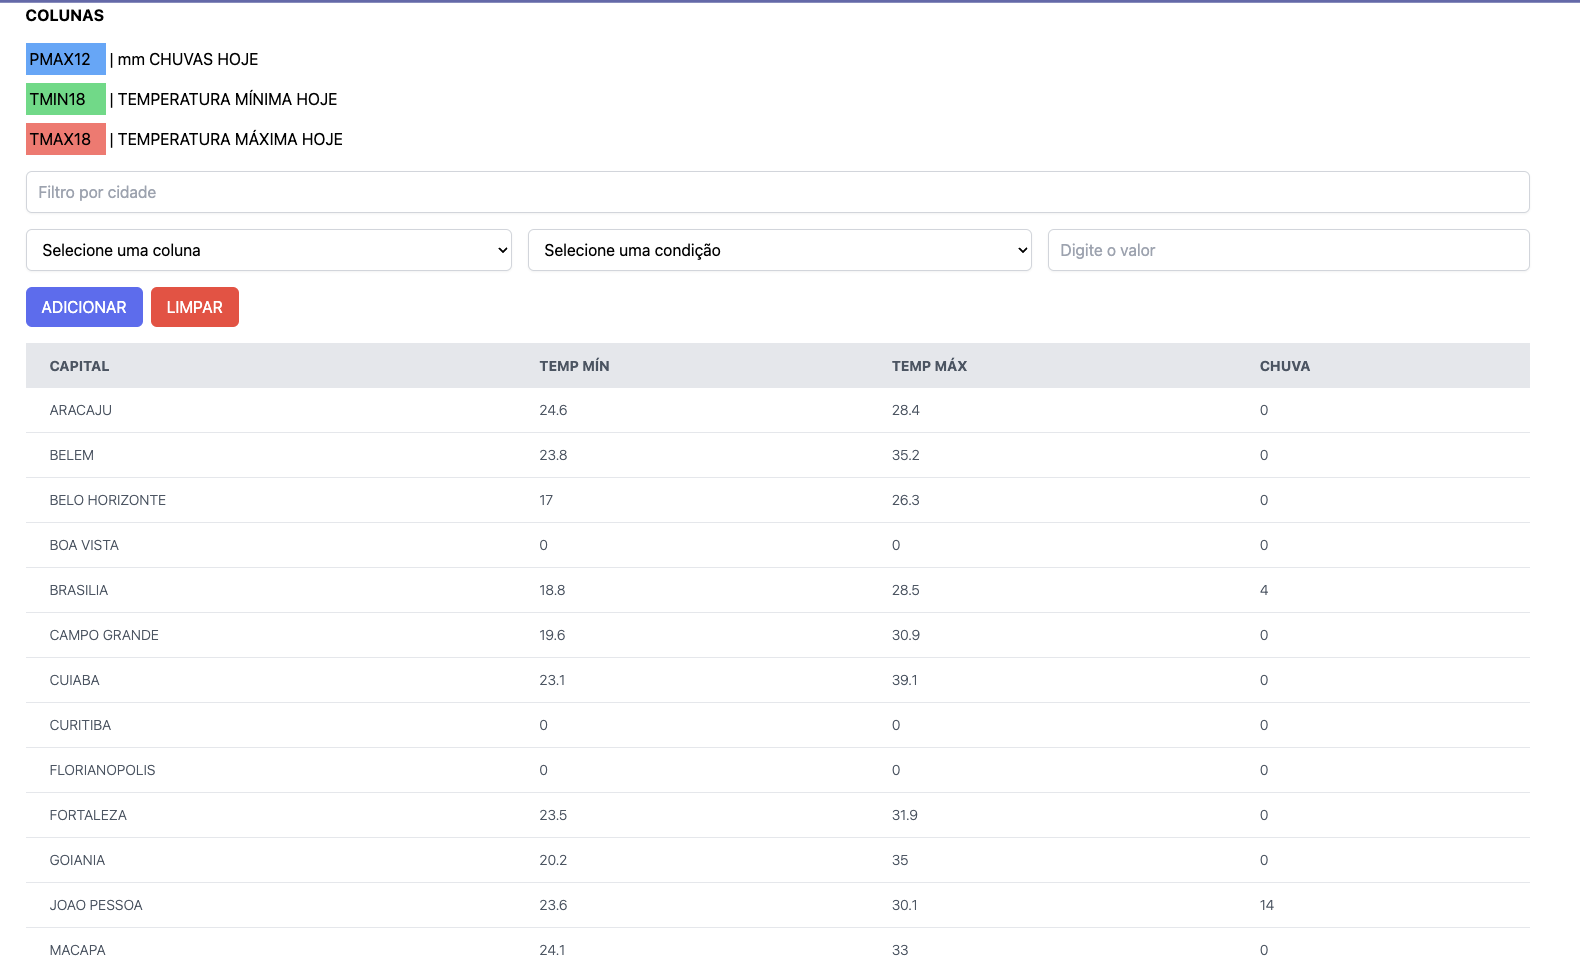 COLUNAS
PMAX12 | mm CHUVAS HOJE
TMIN18 | TEMPERATURA MÍNIMA HOJE
TMAX18 | TEMPERATURA MÁXIMA HOJE
Filtro por cidade
Selecione uma coluna Selecione uma condição Digite o valor
ADICIONAR LIMPAR
CAPITAL TEMP MÍN TEMP MÁX CHUVA
ARACAJU 24.6 28.4 0
BELEM 23.8 35.2 0
BELO HORIZONTE 17 26.3 0
BOA VISTA 0 0 0
BRASILIA 18.8 28.5 4
CAMPO GRANDE 19.6 30.9 0
CUIABA 23.1 39.1 0
CURITIBA 0 0 0
FLORIANOPOLIS 0 0 0
FORTALEZA 23.5 31.9 0
GOIANIA 20.2 35 0
JOAO PESSOA 23.6 30.1 14
MACAPA 24.1 33 0